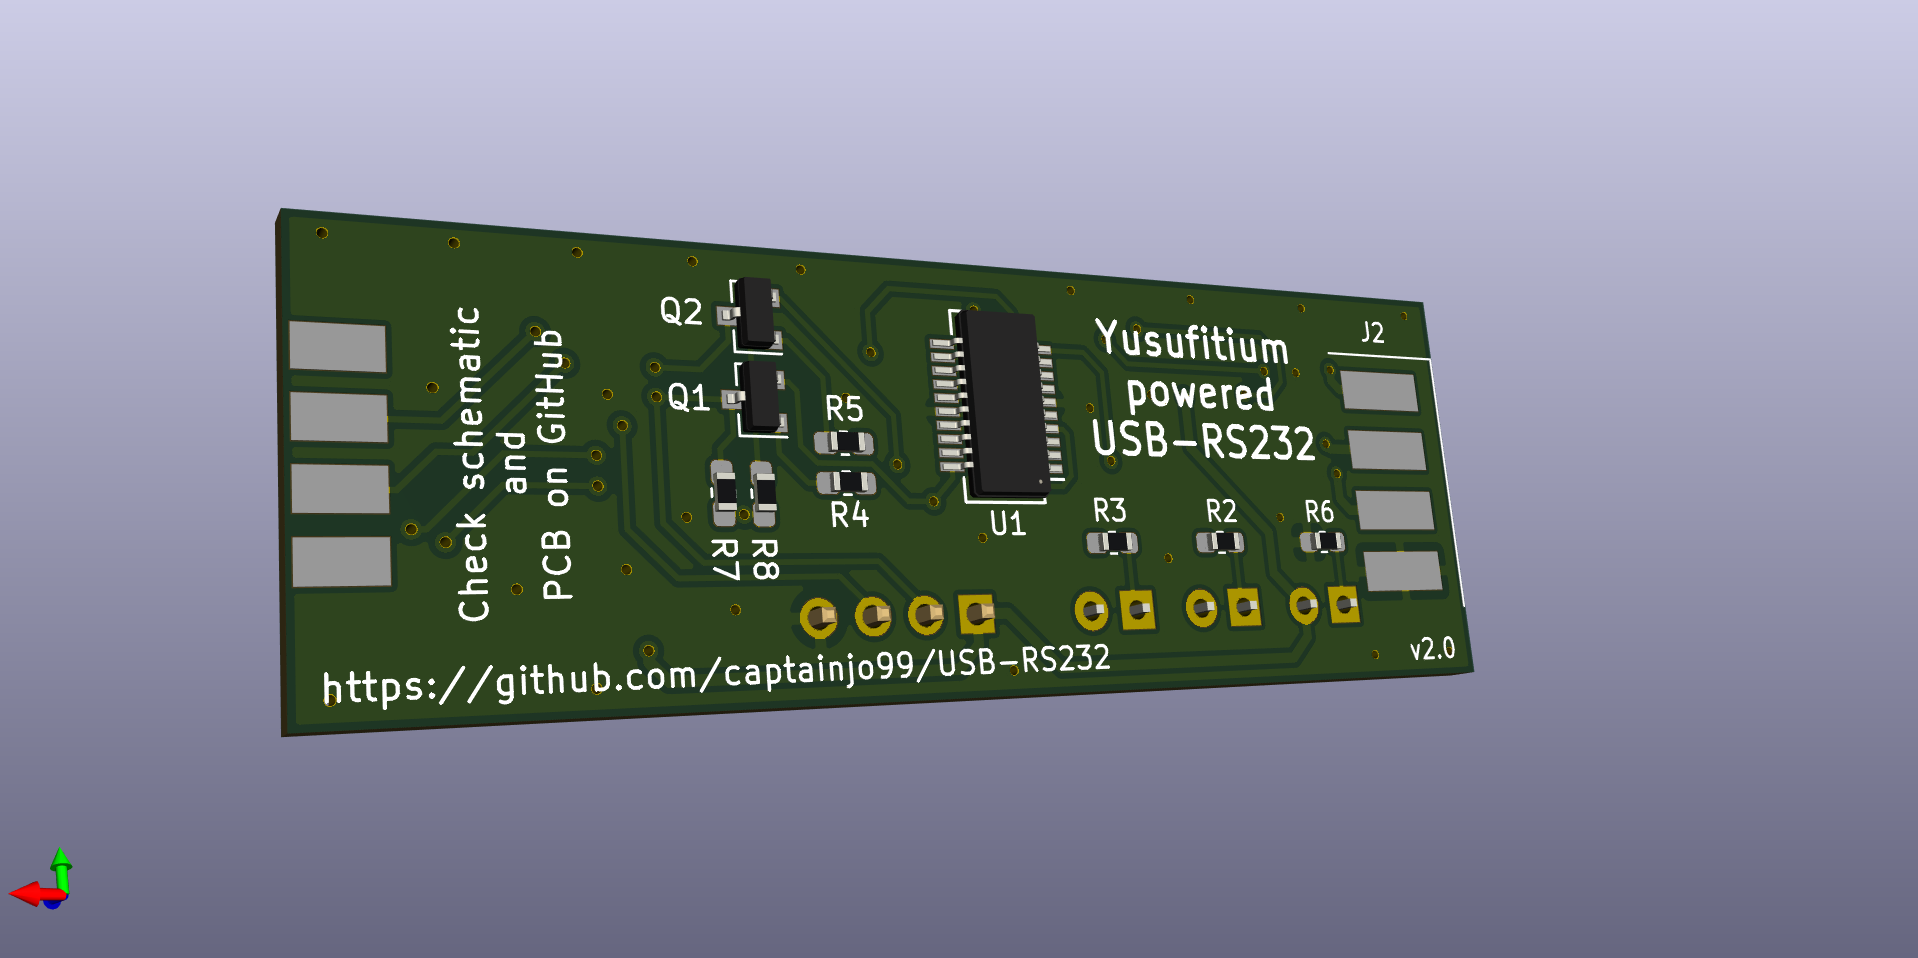 Check schematic
and
PCB on GitHub
Q2
Q1
R5
R4
R7
R8
U1
Yusufitium
powered
USB-RS232
J2
R3
R2
R6
v2.0
https://github.com/captainjo99/USB-RS232